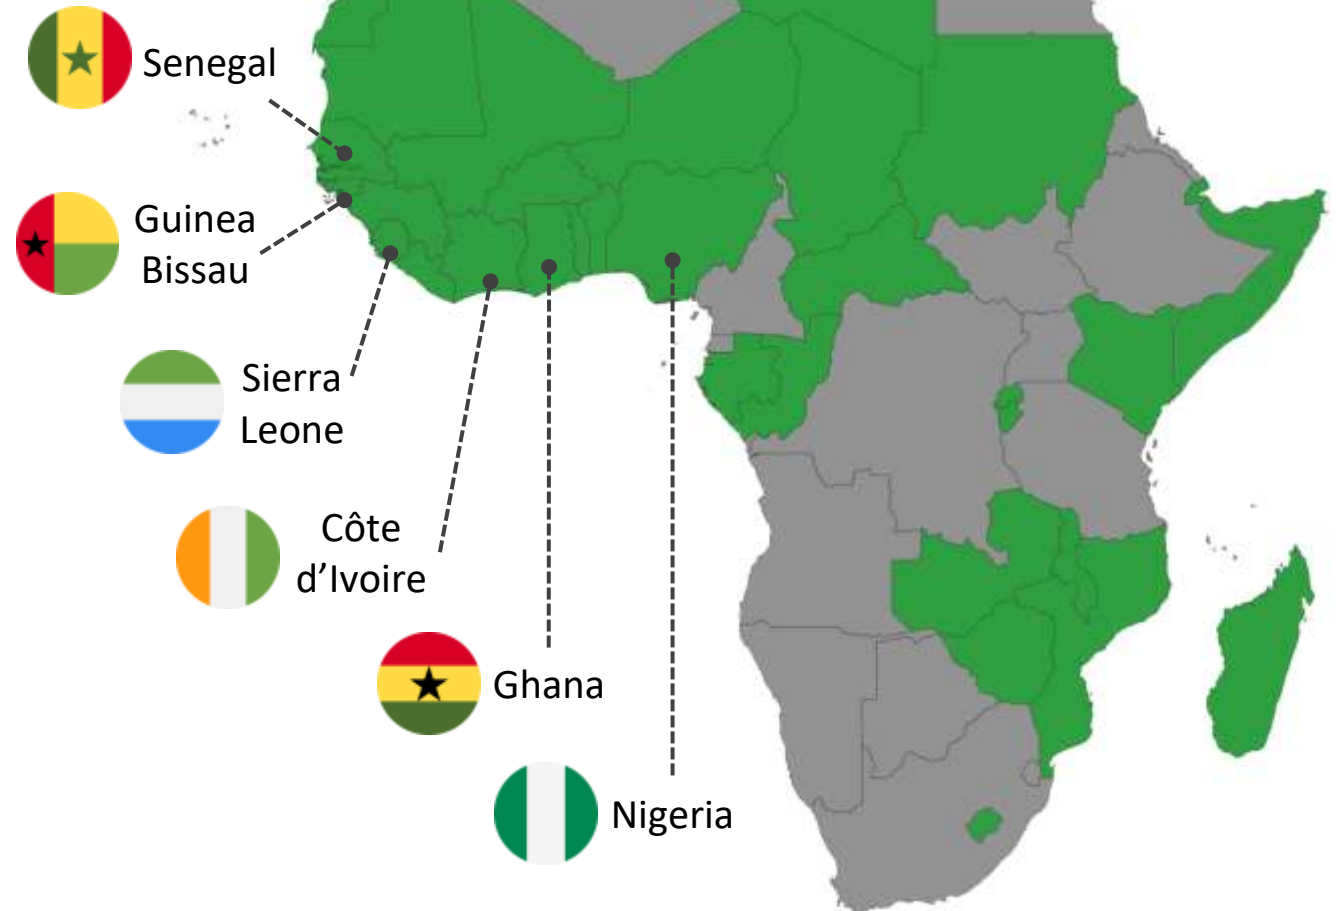 Senegal
Guinea
Bissau
Sierra
Leone
Côte
d’Ivoire
Ghana
Nigeria